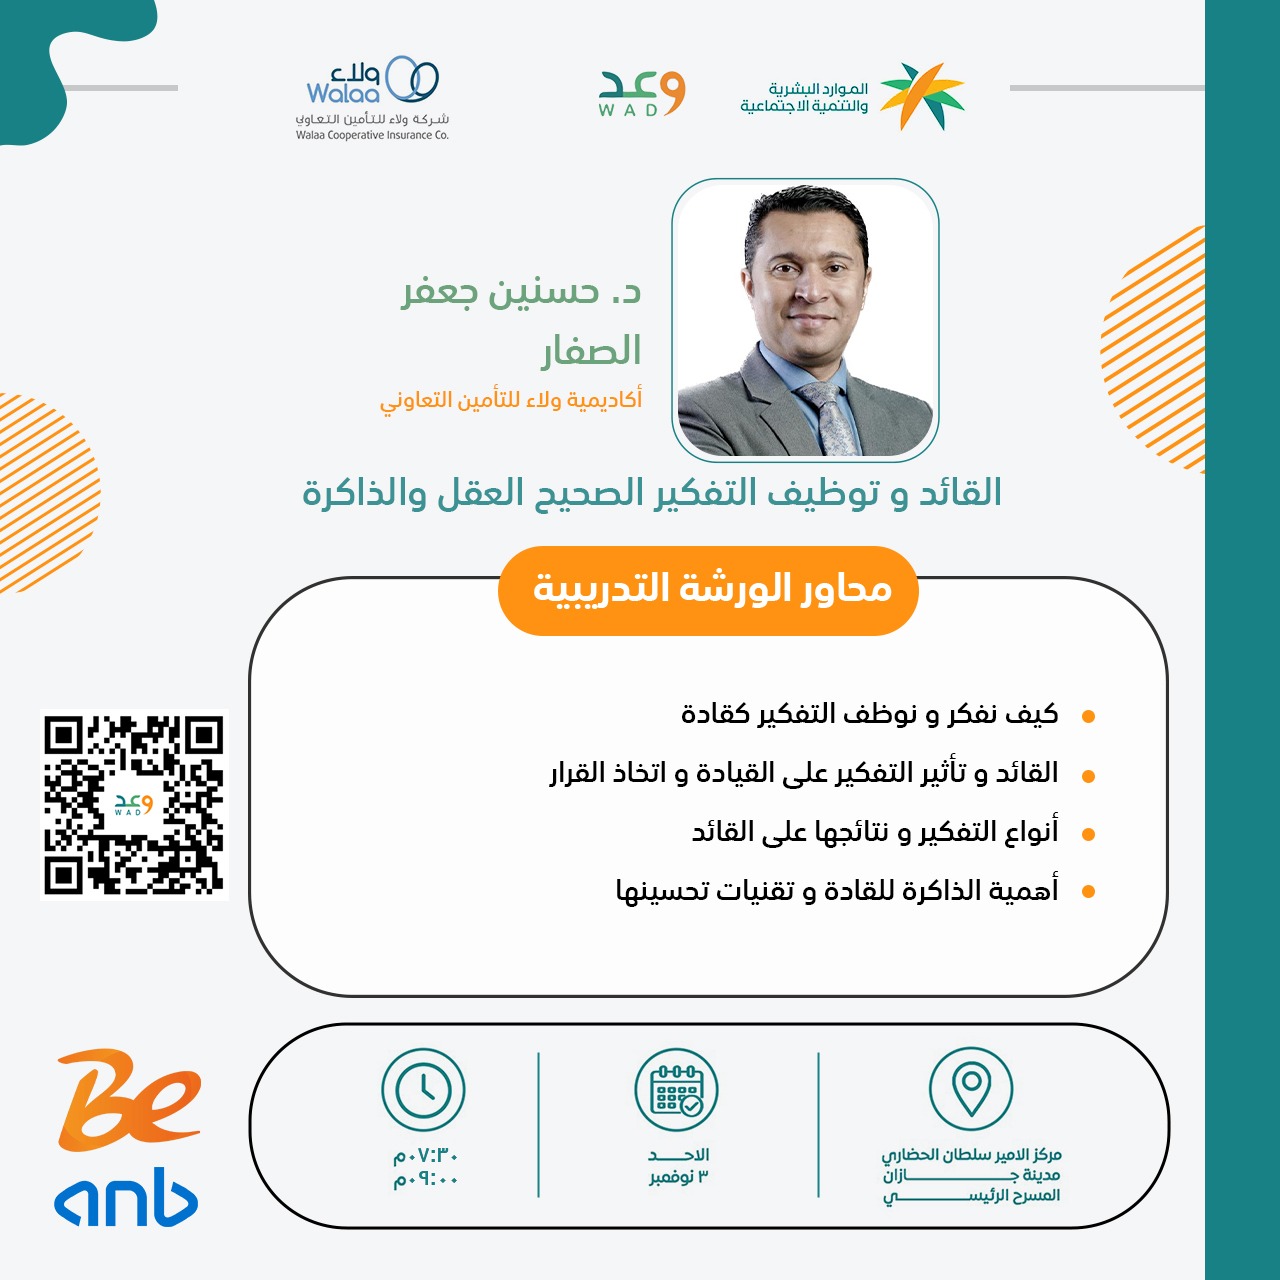 الموارد البشرية
والتنمية الاجتماعية
وعد
WAD
ولاء
Walaa
شركة ولاء للتأمين التعاوني
Walaa Cooperative Insurance Co.
د. حسنين جعفر
الصفار
أكاديمية ولاء للتأمين التعاوني
القائد و توظيف التفكير الصحيح العقل والذاكرة
محاور الورشة التدريبية
كيف نفكر و نوظف التفكير كقادة
القائد و تأثير التفكير على القيادة و اتخاذ القرار
أنواع التفكير و نتائجها على القائد
أهمية الذاكرة للقادة و تقنيات تحسينها
وعد
WAD
مركز الامير سلطان الحضاري
مدينة جـــازان
المسرح الرئيســـي
الاحـــد
٣ نوفمبر
٠٧:٣٠م
٠٩:٠٠م
Be
anb